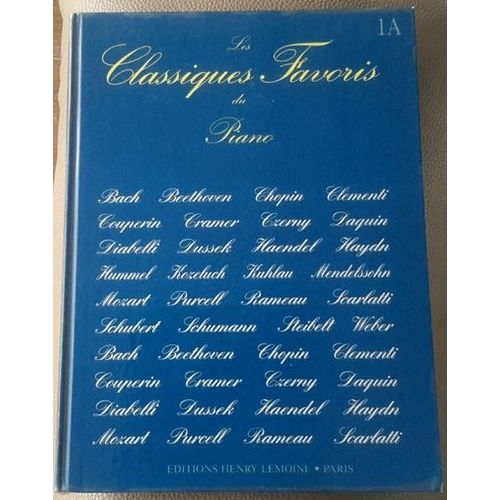 1A
Les
Classiques Favoris
du
Piano
Bach Beethoven Chopin Clementi
Couperin Cramer Czerny Daquin
Diabelli Dussek Haendel Haydn
Hummel Kozeluch Kuhlau Mendelssohn
Mozart Purcell Rameau Scarlatti
Schubert Schumann Steibelt Weber
Bach Beethoven Chopin Clementi
Couperin Cramer Czerny Daquin
Diabelli Dussek Haendel Haydn
Mozart Purcell Rameau Scarlatti
EDITIONS HENRY LEMOINE • PARIS